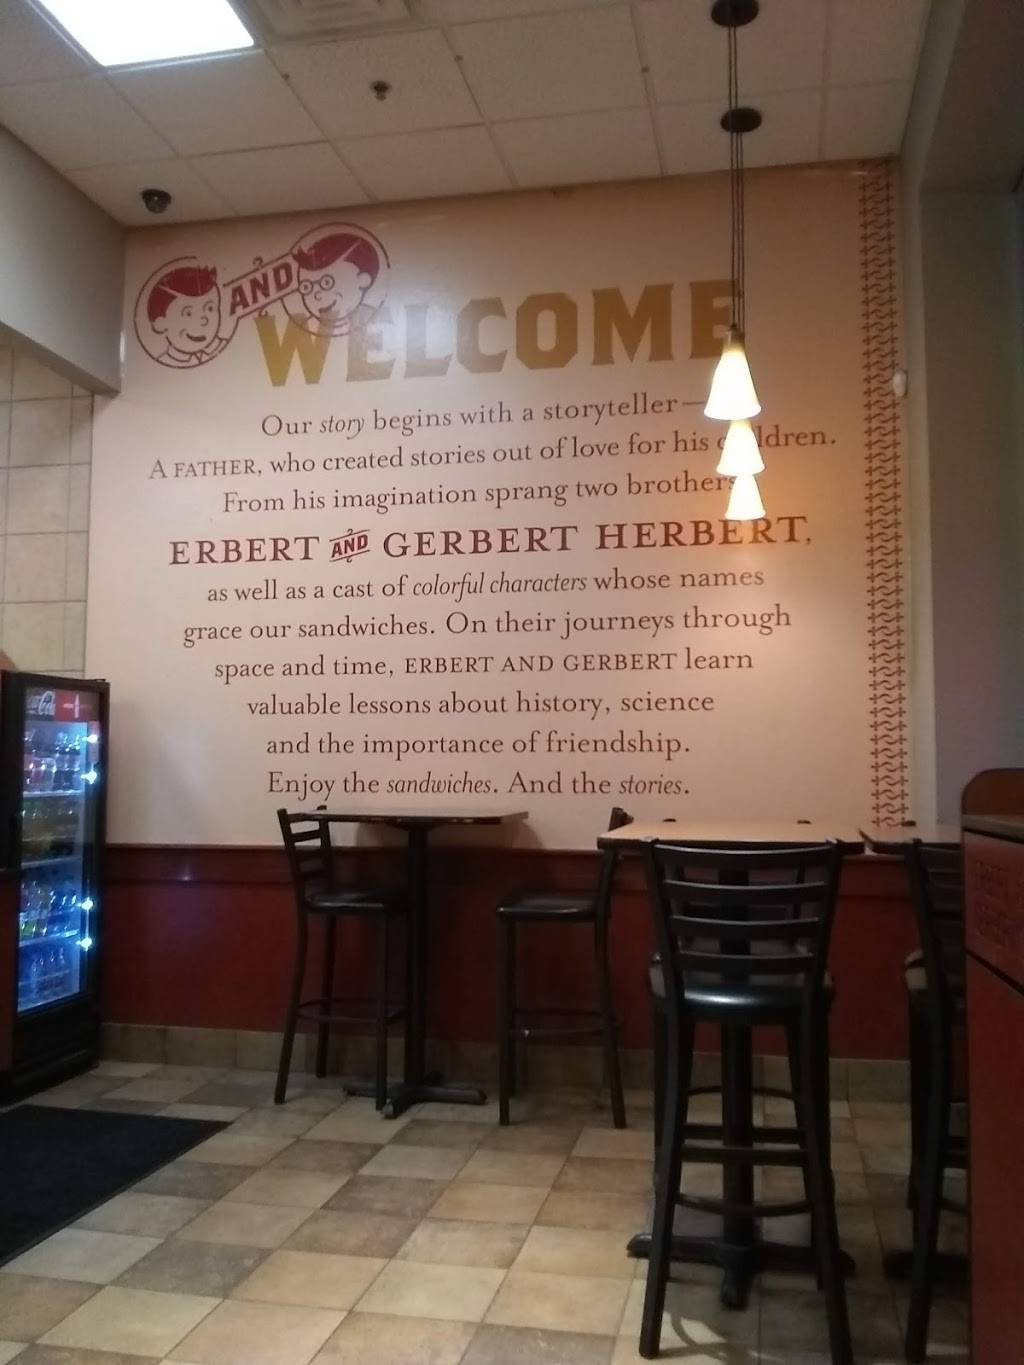 AND
WELCOME
Our story begins with a storyteller—
A FATHER, who created stories out of love for his children.
From his imagination sprang two brothers
ERBERT AND GERBERT HERBERT,
as well as a cast of colorful characters whose names
grace our sandwiches. On their journeys through
space and time, ERBERT AND GERBERT learn
valuable lessons about history, science
and the importance of friendship.
Enjoy the sandwiches. And the stories.